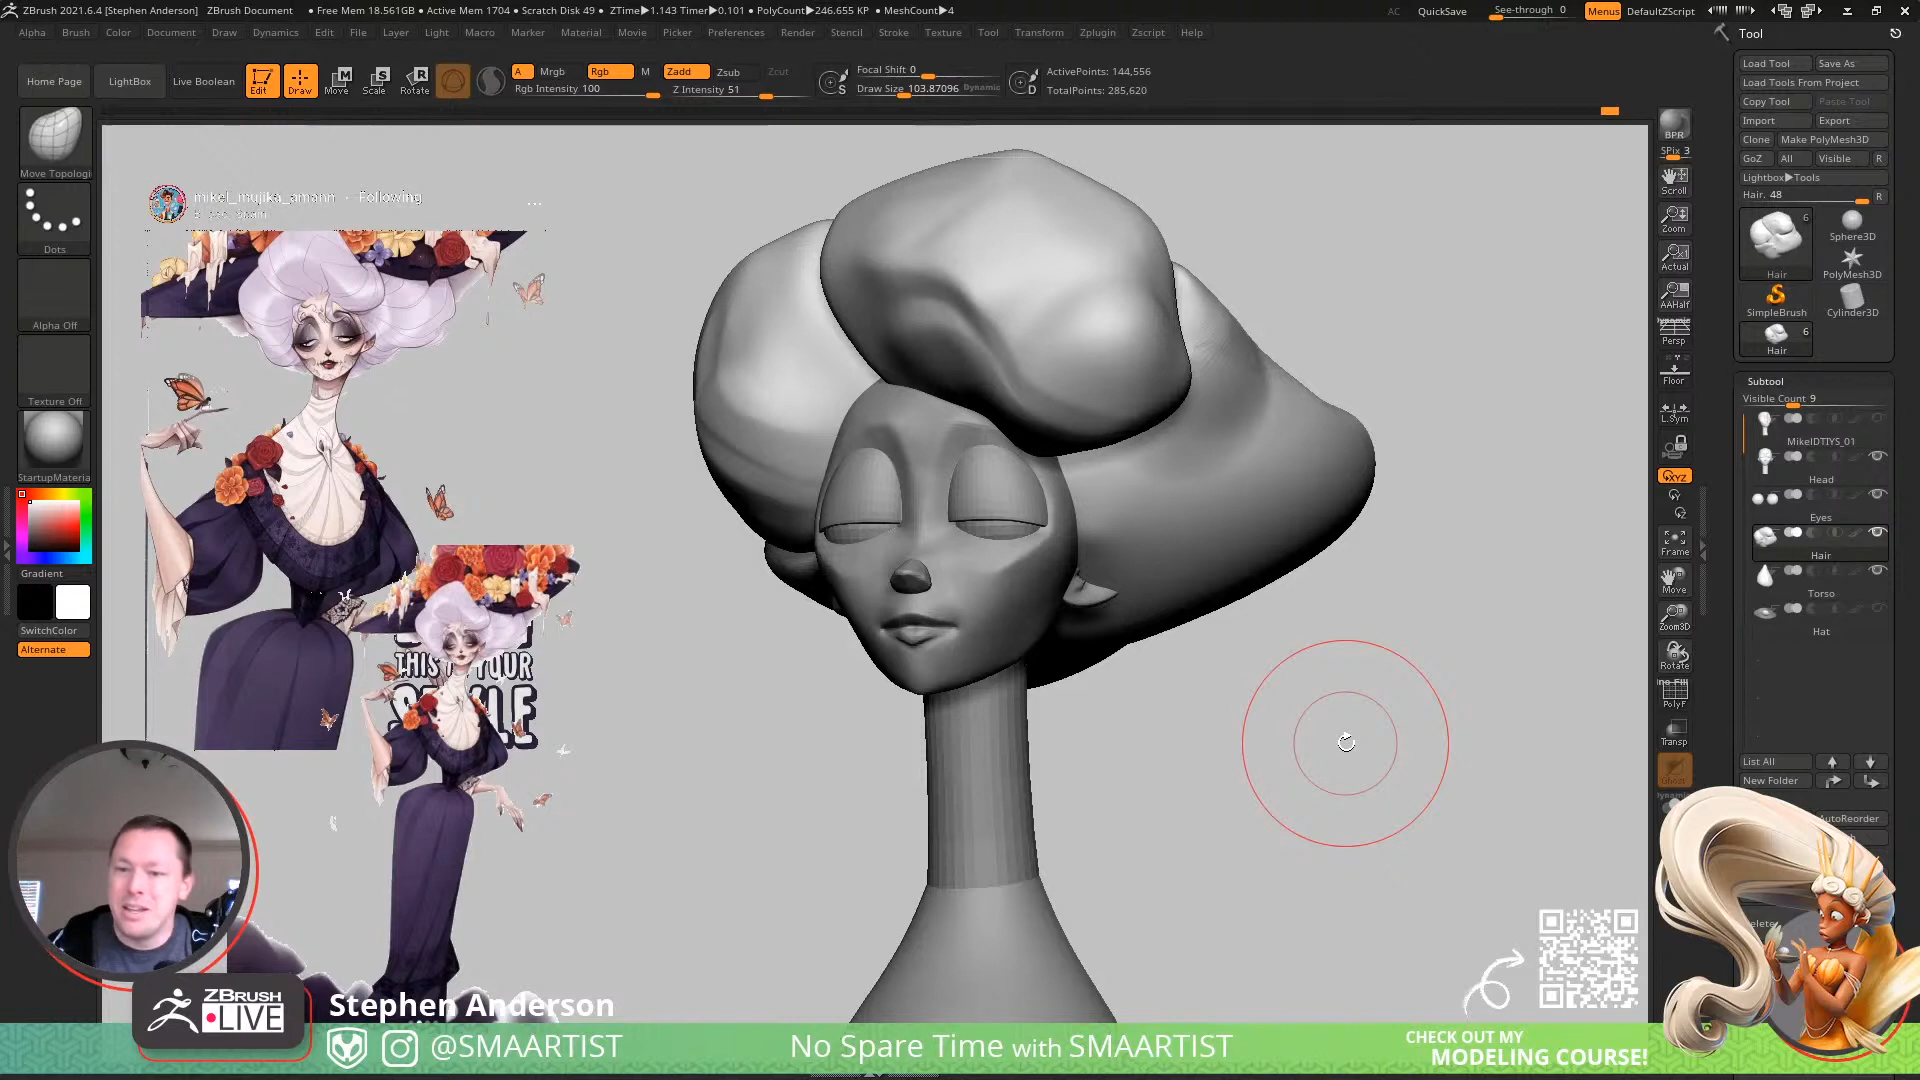 ZBrush 2021.6.4 [Stephen Anderson] ZBrush Document • Free Mem 18.561GB • Active Mem 1704 • Scratch Disk 49 • ZTime▶1.143 Timer▶0.101 • PolyCount▶246.655 KP • MeshCount▶4 AC QuickSave See-through 0 Menus DefaultZScript
Alpha Brush Color Document Draw Dynamics Edit File Layer Light Macro Marker Material Movie Picker Preferences Render Stencil Stroke Texture Tool Transform Zplugin Zscript Help
Home Page LightBox Live Boolean Edit Draw Move Scale Rotate
A Mrgb Rgb M Zadd Zsub Zcut
Rgb Intensity 100 Z Intensity 51
Focal Shift 0
Draw Size 103.87096 Dynamic
ActivePoints: 144,556
TotalPoints: 285,620
Move Topologi
Dots
Alpha Off
Texture Off
StartupMateria
Gradient
SwitchColor
Alternate
mikel_mujika_amann · Following
THIS
YOUR
BPR
SPix 3
Scroll
Zoom
Actual
AAHalf
Dynamic
Persp
Floor
L.Sym
XYZ
Frame
Move
Zoom3D
Rotate
PolyF
Transp
Ghost
Dynamic
Tool
Load Tool Save As
Load Tools From Project
Copy Tool Paste Tool
Import Export
Clone Make PolyMesh3D
GoZ All Visible R
Lightbox▶Tools
Hair. 48 R
6
Hair
Sphere3D
PolyMesh3D
SimpleBrush
Cylinder3D
6
Hair
Subtool
Visible Count 9
MikelDTIYS_01
Head
Eyes
Hair
Torso
Hat
List All
New Folder
AutoReorder
ZBRUSH
LIVE
Stephen Anderson
@SMAARTIST
No Spare Time with SMAARTIST
CHECK OUT MY
MODELING COURSE!